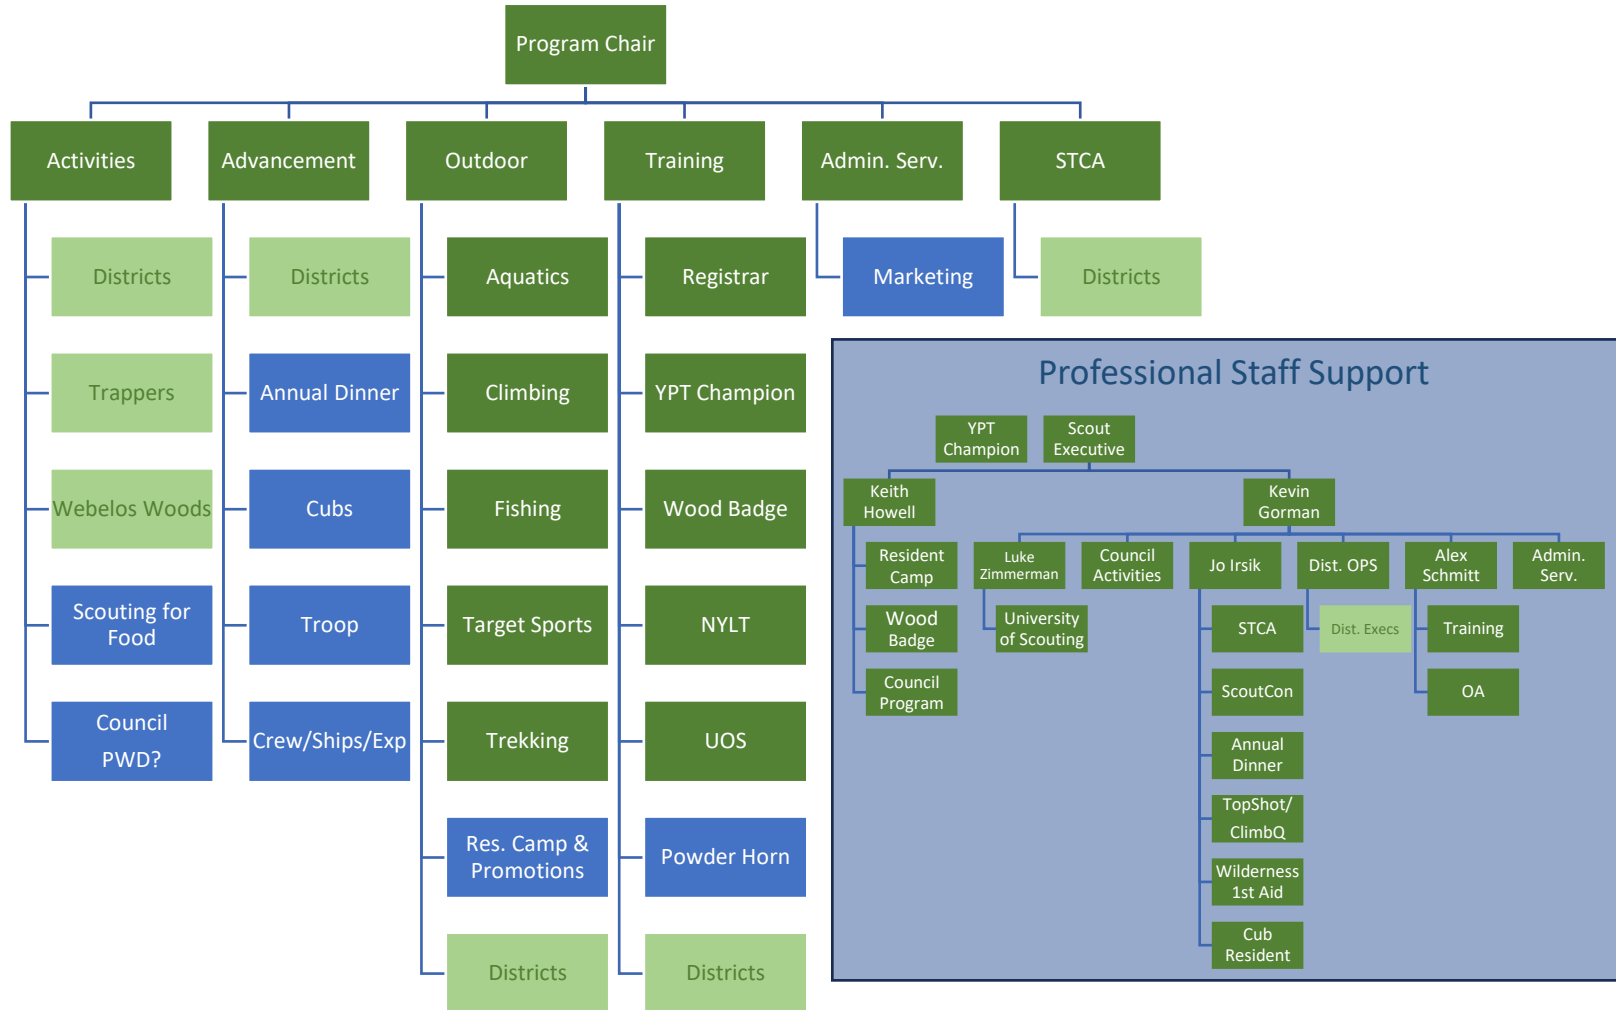 Program Chair
Activities
Advancement
Outdoor
Training
Admin. Serv.
STCA
Districts
Trappers
Webelos Woods
Scouting for
Food
Council
PWD?
Districts
Annual Dinner
Cubs
Troop
Crew/Ships/Exp
Aquatics
Climbing
Fishing
Target Sports
Trekking
Res. Camp &
Promotions
Districts
Registrar
YPT Champion
Wood Badge
NYLT
UOS
Powder Horn
Districts
Marketing
Districts
Professional Staff Support
YPT
Champion
Scout
Executive
Keith
Howell
Resident
Camp
Wood
Badge
Council
Program
Kevin
Gorman
Luke
Zimmerman
University
of Scouting
Council
Activities
Jo Irsik
STCA
ScoutCon
Annual
Dinner
TopShot/
ClimbQ
Wilderness
1st Aid
Cub
Resident
Dist. OPS
Dist. Execs
Alex
Schmitt
Training
OA
Admin.
Serv.